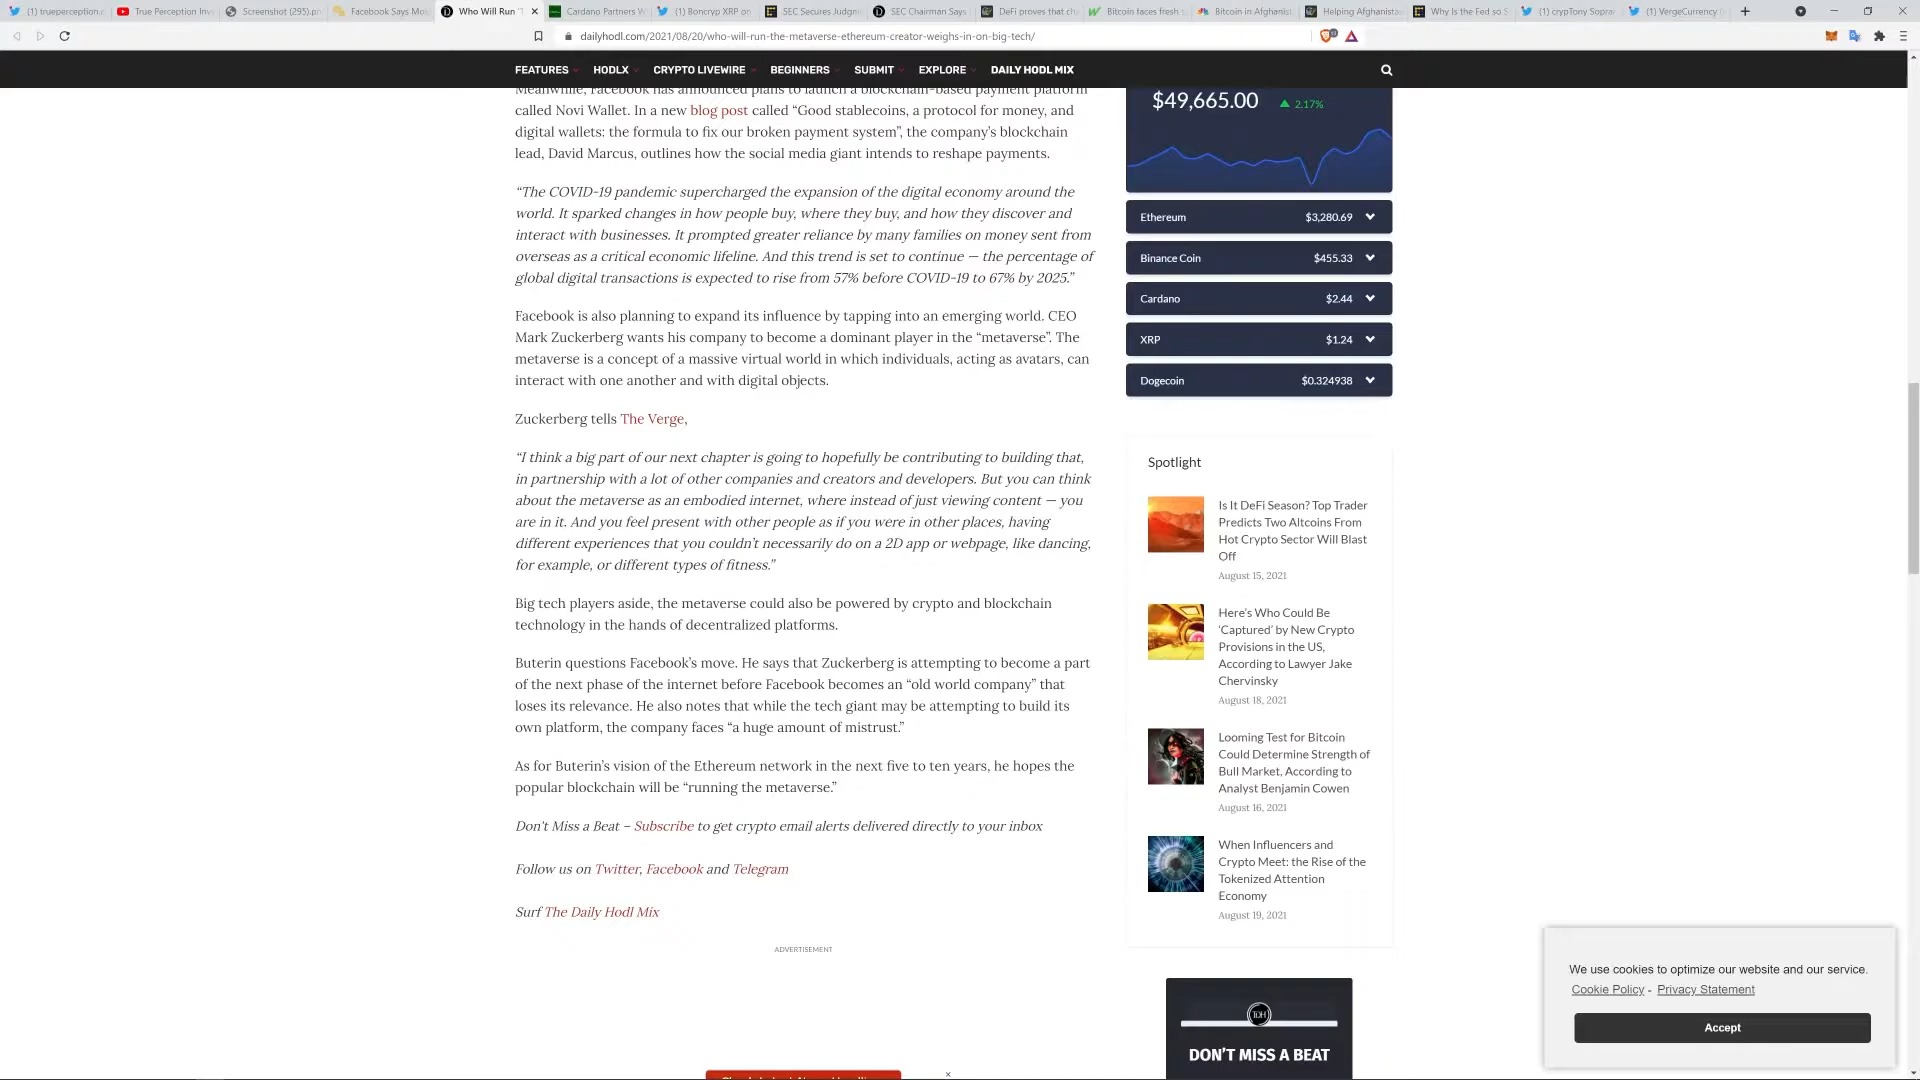 (1) trueperception.c
True Perception Inve
Screenshot (295).pn
Facebook Says Mou
Who Will Run 'T
Cardano Partners W
(1) Boncryp XRP on
SEC Secures Judgm
SEC Chairman Says
DeFi proves that ch
Bitcoin faces fresh
Bitcoin in Afghanist
Helping Afghanista
Why Is the Fed so S
(1) crypTony Sopran
(1) VergeCurrency
dailyhodl.com/2021/08/20/who-will-run-the-metaverse-ethereum-creator-weighs-in-on-big-tech/
FEATURES HODLX CRYPTO LIVEWIRE BEGINNERS SUBMIT EXPLORE DAILY HODL MIX
Meanwhile, Facebook has announced plans to launch a blockchain-based payment platform
called Novi Wallet. In a new blog post called “Good stablecoins, a protocol for money, and
digital wallets: the formula to fix our broken payment system”, the company’s blockchain
lead, David Marcus, outlines how the social media giant intends to reshape payments.
“The COVID-19 pandemic supercharged the expansion of the digital economy around the
world. It sparked changes in how people buy, where they buy, and how they discover and
interact with businesses. It prompted greater reliance by many families on money sent from
overseas as a critical economic lifeline. And this trend is set to continue — the percentage of
global digital transactions is expected to rise from 57% before COVID-19 to 67% by 2025.”
Facebook is also planning to expand its influence by tapping into an emerging world. CEO
Mark Zuckerberg wants his company to become a dominant player in the “metaverse”. The
metaverse is a concept of a massive virtual world in which individuals, acting as avatars, can
interact with one another and with digital objects.
Zuckerberg tells The Verge,
“I think a big part of our next chapter is going to hopefully be contributing to building that,
in partnership with a lot of other companies and creators and developers. But you can think
about the metaverse as an embodied internet, where instead of just viewing content — you
are in it. And you feel present with other people as if you were in other places, having
different experiences that you couldn’t necessarily do on a 2D app or webpage, like dancing,
for example, or different types of fitness.”
Big tech players aside, the metaverse could also be powered by crypto and blockchain
technology in the hands of decentralized platforms.
Buterin questions Facebook’s move. He says that Zuckerberg is attempting to become a part
of the next phase of the internet before Facebook becomes an “old world company” that
loses its relevance. He also notes that while the tech giant may be attempting to build its
own platform, the company faces “a huge amount of mistrust.”
As for Buterin’s vision of the Ethereum network in the next five to ten years, he hopes the
popular blockchain will be “running the metaverse.”
Don't Miss a Beat – Subscribe to get crypto email alerts delivered directly to your inbox
Follow us on Twitter, Facebook and Telegram
Surf The Daily Hodl Mix
ADVERTISEMENT
$49,665.00 2.17%
Ethereum $3,280.69
Binance Coin $455.33
Cardano $2.44
XRP $1.24
Dogecoin $0.324938
Spotlight
Is It DeFi Season? Top Trader
Predicts Two Altcoins From
Hot Crypto Sector Will Blast
Off
August 15, 2021
Here’s Who Could Be
‘Captured’ by New Crypto
Provisions in the US,
According to Lawyer Jake
Chervinsky
August 18, 2021
Looming Test for Bitcoin
Could Determine Strength of
Bull Market, According to
Analyst Benjamin Cowen
August 16, 2021
When Influencers and
Crypto Meet: the Rise of the
Tokenized Attention
Economy
August 19, 2021
TDH
DON'T MISS A BEAT
We use cookies to optimize our website and our service.
Cookie Policy - Privacy Statement
Accept